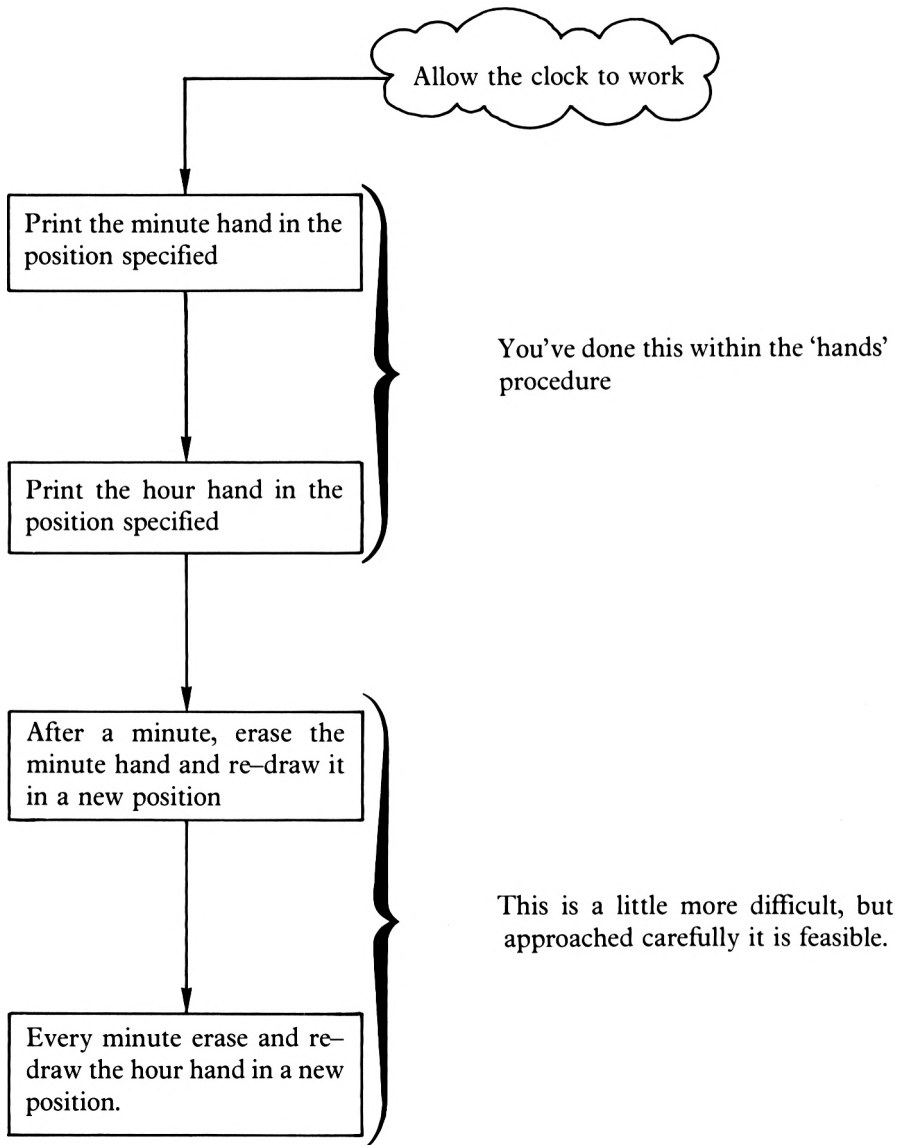 Allow the clock to work
Print the minute hand in the
position specified
You've done this within the ‘hands’
procedure
Print the hour hand in the
position specified
After a minute, erase the
minute hand and re–draw it
in a new position
This is a little more difficult, but
approached carefully it is feasible.
Every minute erase and re–
draw the hour hand in a new
position.